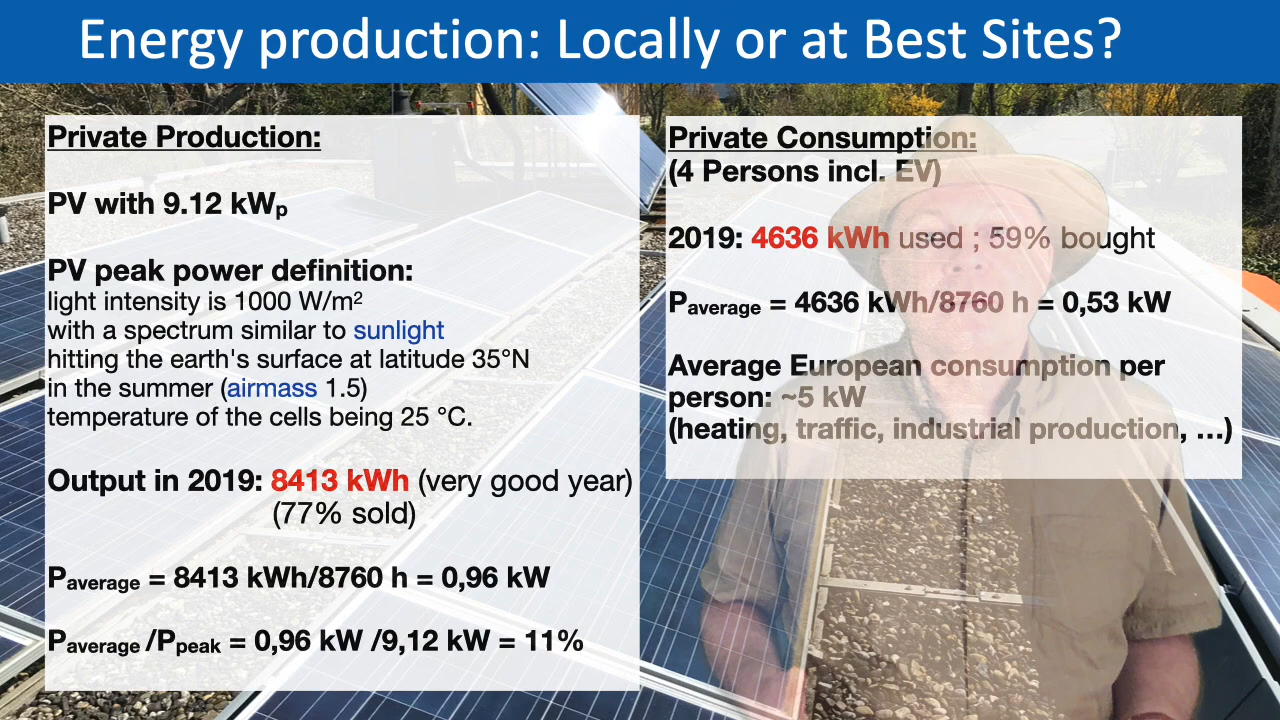 Energy production: Locally or at Best Sites?
Private Production:
PV with 9.12 kWp
PV peak power definition:
light intensity is 1000 W/m²
with a spectrum similar to sunlight
hitting the earth's surface at latitude 35°N
in the summer (airmass 1.5)
temperature of the cells being 25 °C.
Output in 2019: 8413 kWh (very good year)
(77% sold)
Paverage = 8413 kWh/8760 h = 0,96 kW
Paverage /Ppeak = 0,96 kW /9,12 kW = 11%
Private Consumption:
(4 Persons incl. EV)
2019: 4636 kWh used ; 59% bought
Paverage = 4636 kWh/8760 h = 0,53 kW
Average European consumption per
person: ~5 kW
(heating, traffic, industrial production, …)